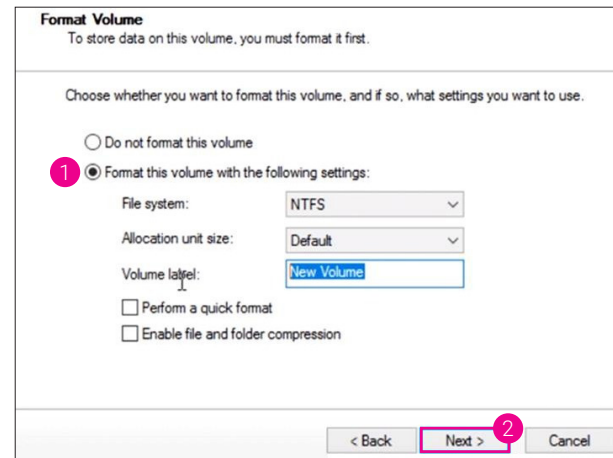 Format Volume
To store data on this volume, you must format it first.
Choose whether you want to format this volume, and if so, what settings you want to use.
Do not format this volume
1 Format this volume with the following settings:
File system: NTFS
Allocation unit size: Default
Volume label: New Volume
Perform a quick format
Enable file and folder compression
< Back Next > 2 Cancel